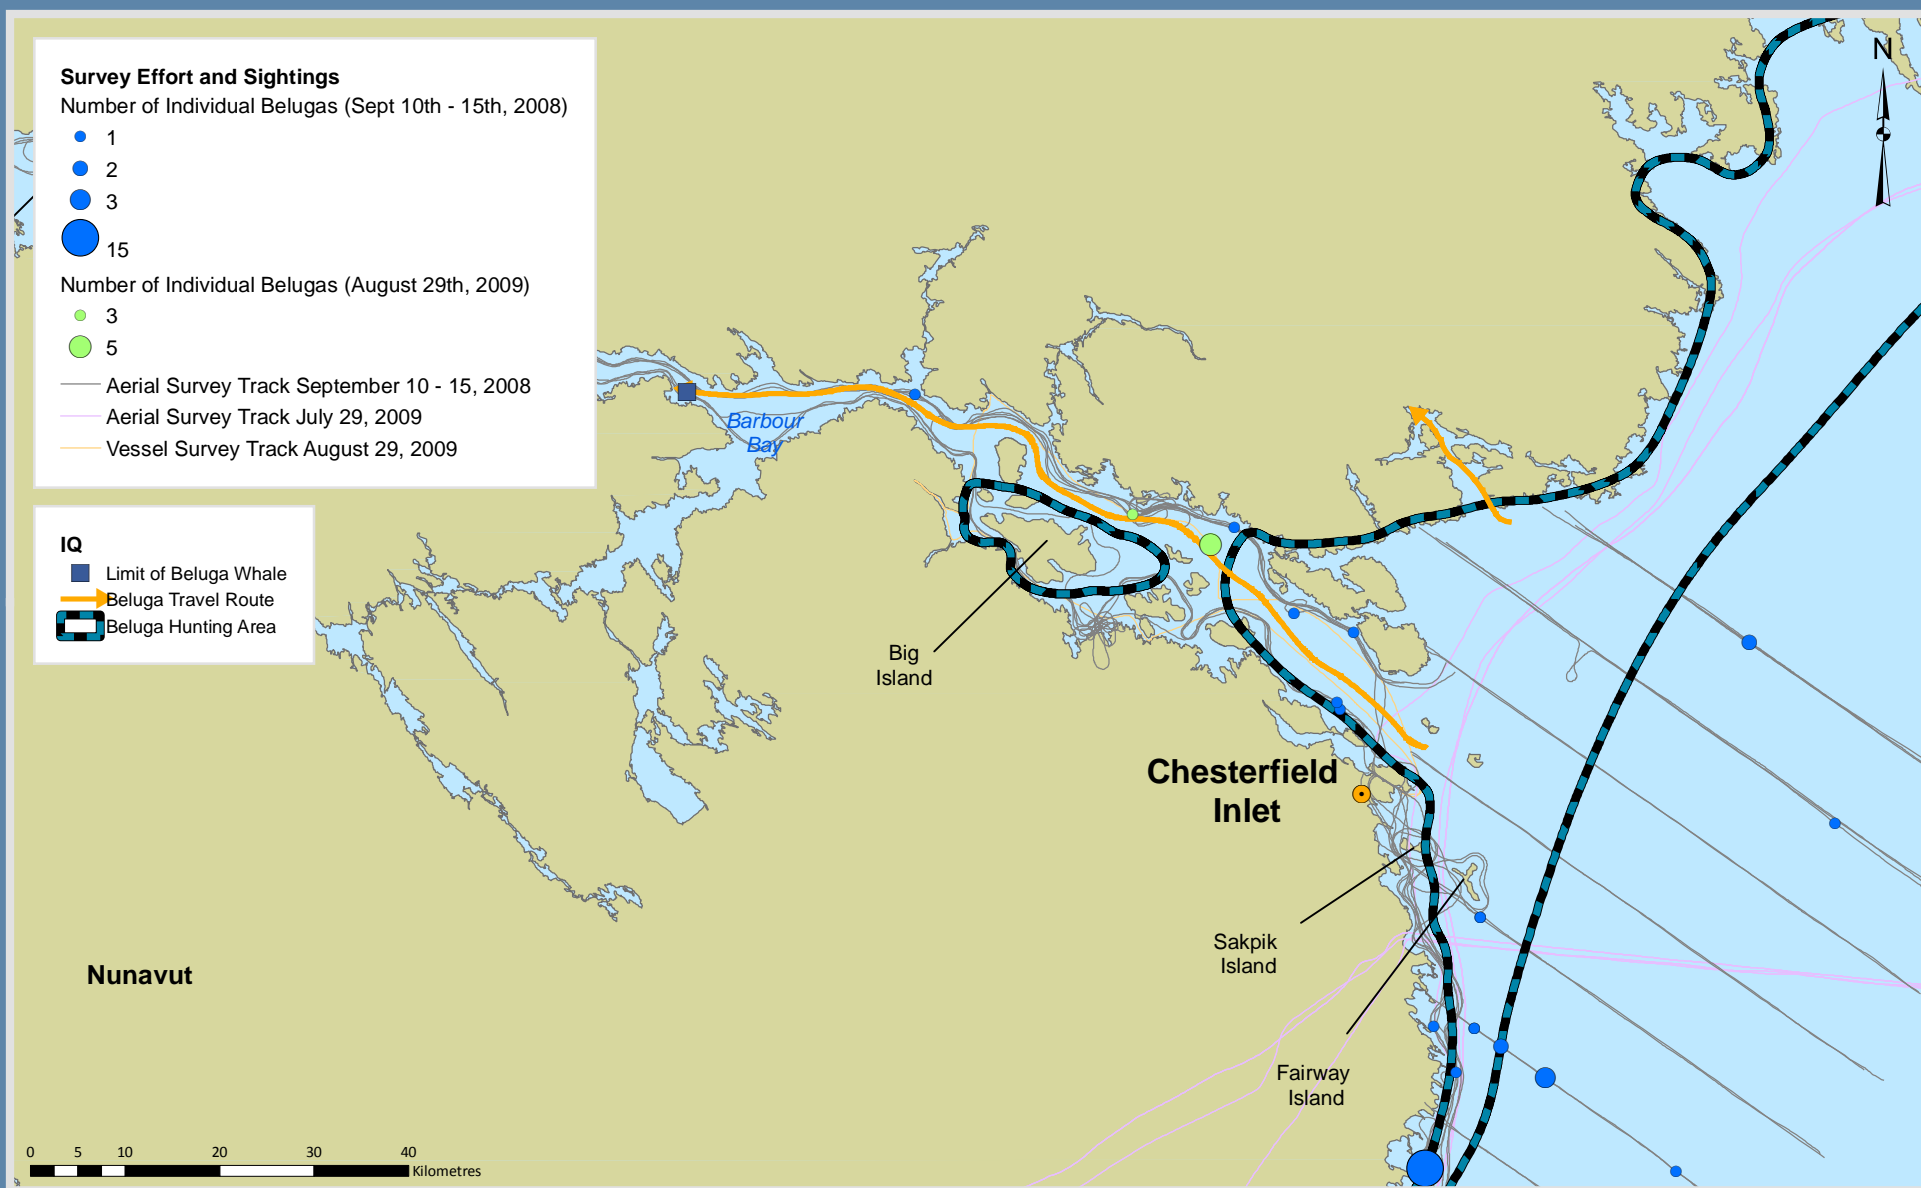 Survey Effort and Sightings
Number of Individual Belugas (Sept 10th - 15th, 2008)
1
2
3
15
Number of Individual Belugas (August 29th, 2009)
3
5
Aerial Survey Track September 10 - 15, 2008
Aerial Survey Track July 29, 2009
Vessel Survey Track August 29, 2009
IQ
Limit of Beluga Whale
Beluga Travel Route
Beluga Hunting Area
N
Barbour
Bay
Big
Island
Chesterfield
Inlet
Sakpik
Island
Nunavut
Fairway
Island
0 5 10 20 30 40
Kilometres